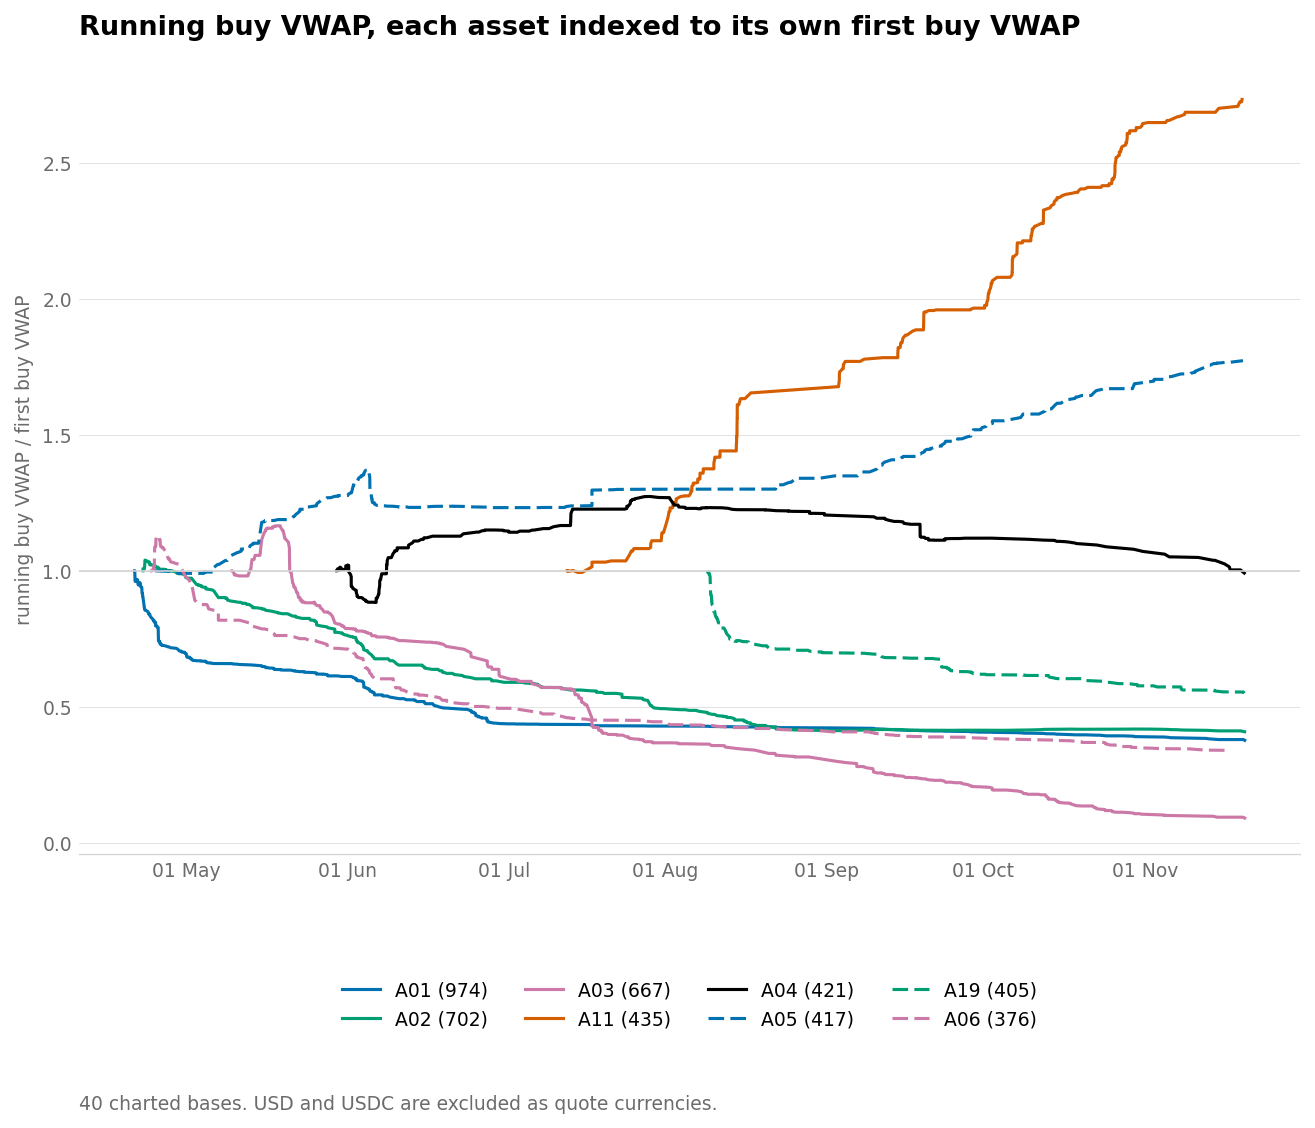 Running buy VWAP, each asset indexed to its own first buy VWAP
running buy VWAP / first buy VWAP
2.5
2.0
1.5
1.0
0.5
0.0
01 May 01 Jun 01 Jul 01 Aug 01 Sep 01 Oct 01 Nov
A01 (974) A03 (667) A04 (421) A19 (405)
A02 (702) A11 (435) A05 (417) A06 (376)
40 charted bases. USD and USDC are excluded as quote currencies.